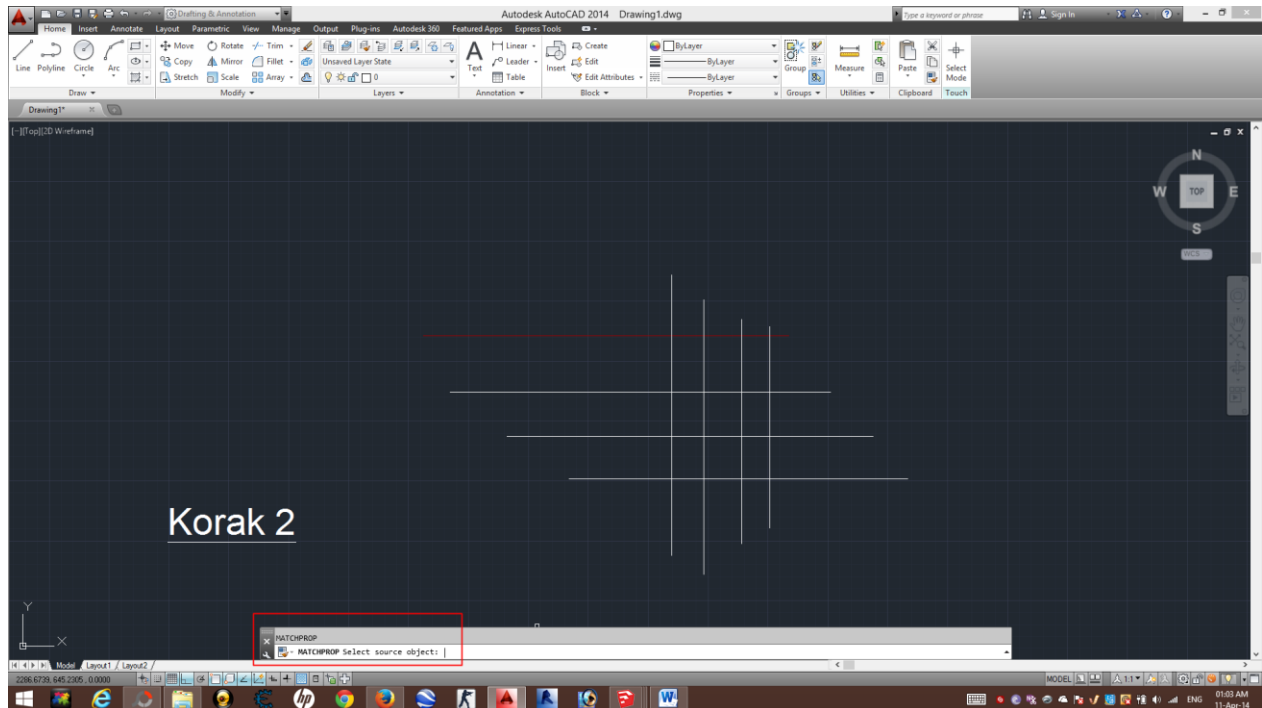 Drafting & Annotation
Autodesk AutoCAD 2014 Drawing1.dwg
Type a keyword or phrase
Sign In
Home Insert Annotate Layout Parametric View Manage Output Plug-ins Autodesk 360 Featured Apps Express Tools
Line Polyline Circle Arc
Move Rotate Trim
Copy Mirror Fillet
Stretch Scale Array
Unsaved Layer State
0
Text
Linear
Leader
Table
Insert
Create
Edit
Edit Attributes
ByLayer
ByLayer
ByLayer
Group
Measure
Paste
Select Mode
Draw Modify Layers Annotation Block Properties Groups Utilities Clipboard Touch
Drawing1*
[-][Top][2D Wireframe]
N
W TOP E
S
WCS
Korak 2
Y
X
MATCHPROP
MATCHPROP Select source object:
Model Layout1 Layout2
2286.6739, 645.2305, 0.0000
MODEL
1:1
ENG
01:03 AM
11-Apr-14